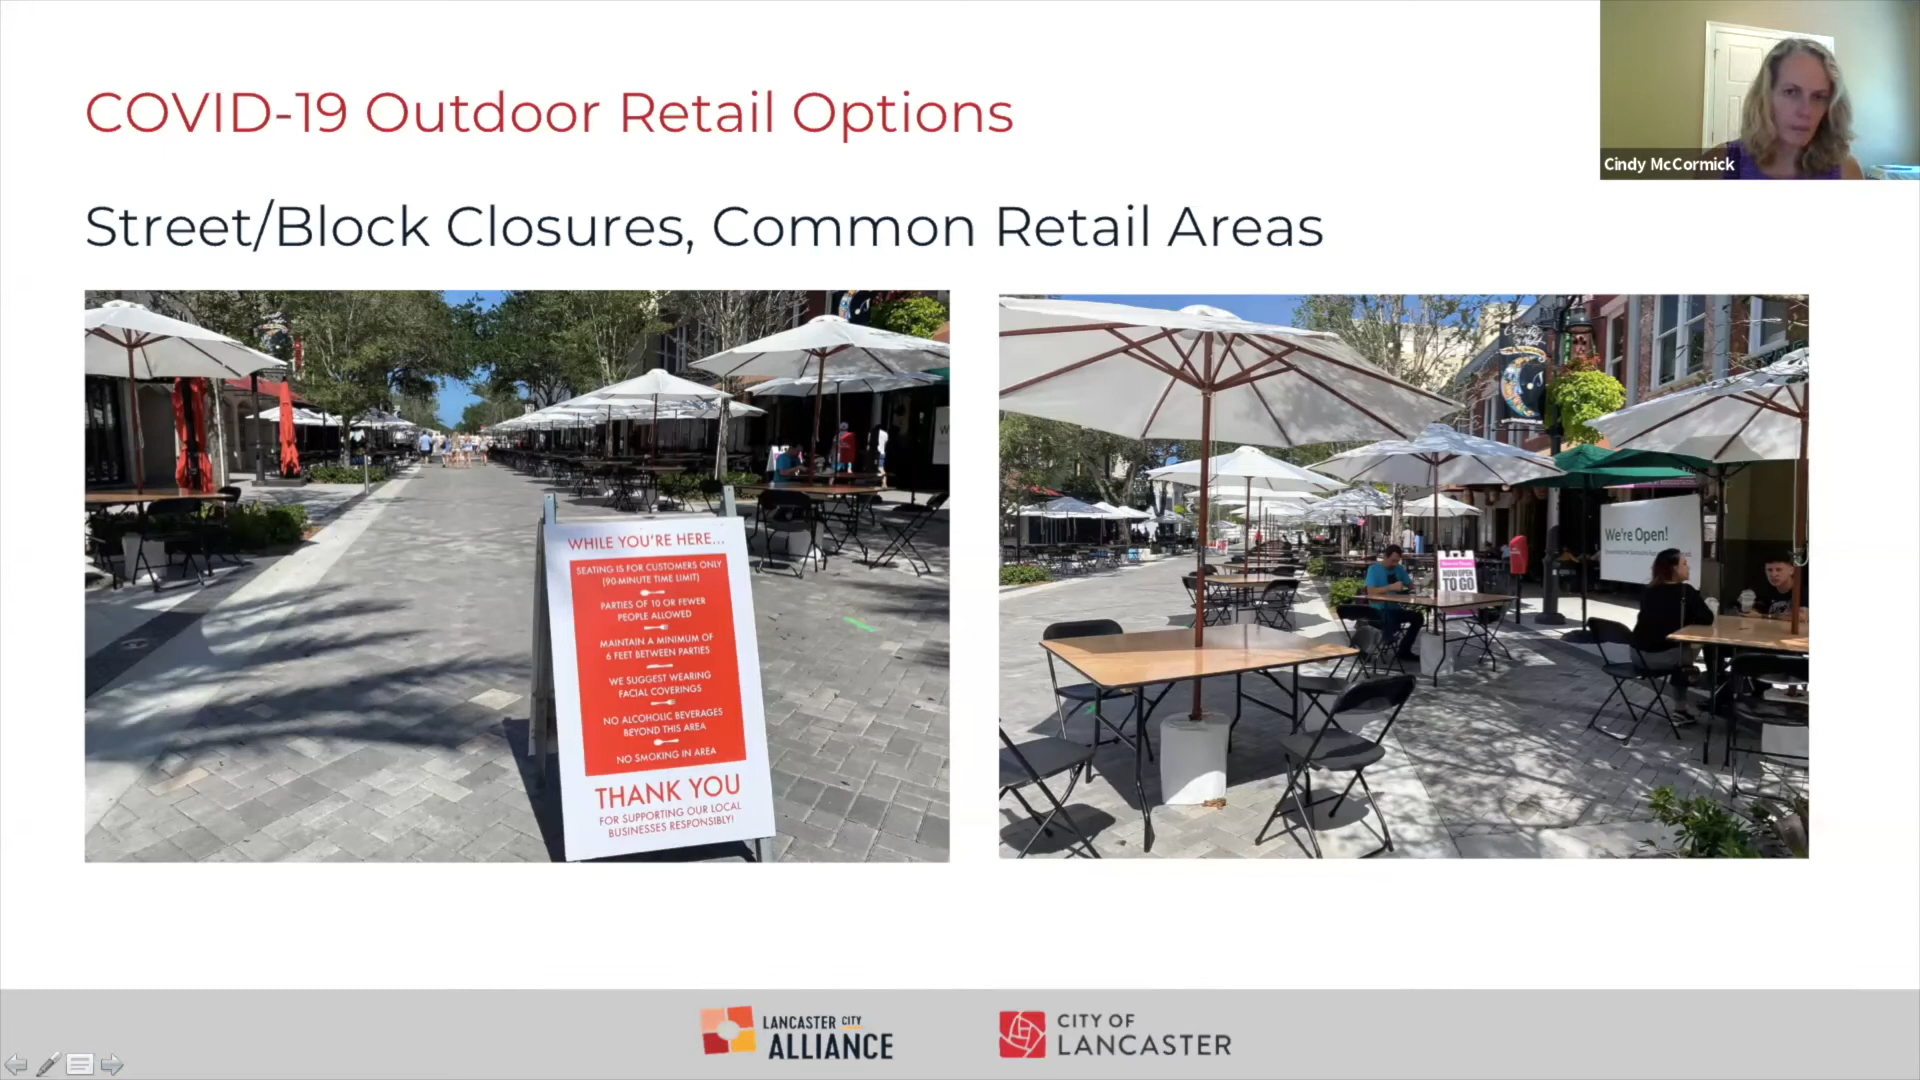 COVID-19 Outdoor Retail Options
Cindy McCormick
Street/Block Closures, Common Retail Areas
WHILE YOU'RE HERE...
SEATING IS FOR CUSTOMERS ONLY
(90-MINUTE TIME LIMIT)
PARTIES OF 10 OR FEWER
PEOPLE ALLOWED
MAINTAIN A MINIMUM OF
6 FEET BETWEEN PARTIES
WE SUGGEST WEARING
FACIAL COVERINGS
NO ALCOHOLIC BEVERAGES
BEYOND THIS AREA
NO SMOKING IN AREA
THANK YOU
FOR SUPPORTING OUR LOCAL
BUSINESSES RESPONSIBLY!
We're Open!
NOW OPEN
TO GO
LANCASTER CITY
ALLIANCE
CITY OF
LANCASTER